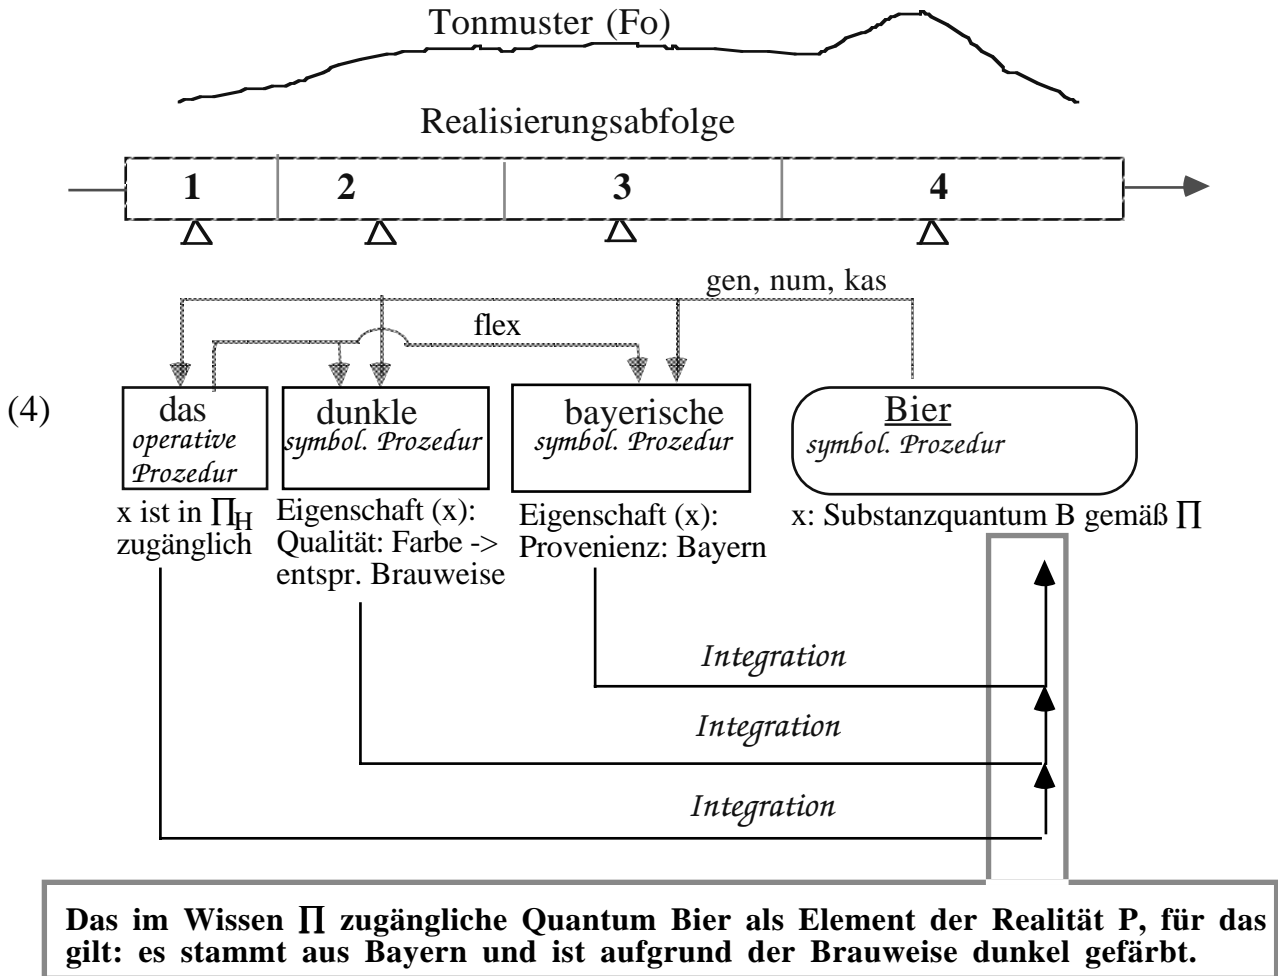 Tonmuster (Fo)
Realisierungsabfolge
1 2 3 4
gen, num, kas
flex
(4)
das
operative
Prozedur
dunkle
symbol. Prozedur
bayerische
symbol. Prozedur
Bier
symbol. Prozedur
x ist in ∏H
zugänglich
Eigenschaft (x):
Qualität: Farbe ->
entspr. Brauweise
Eigenschaft (x):
Provenienz: Bayern
x: Substanzquantum B gemäß ∏
Integration
Integration
Integration
Das im Wissen ∏ zugängliche Quantum Bier als Element der Realität P, für das
gilt: es stammt aus Bayern und ist aufgrund der Brauweise dunkel gefärbt.